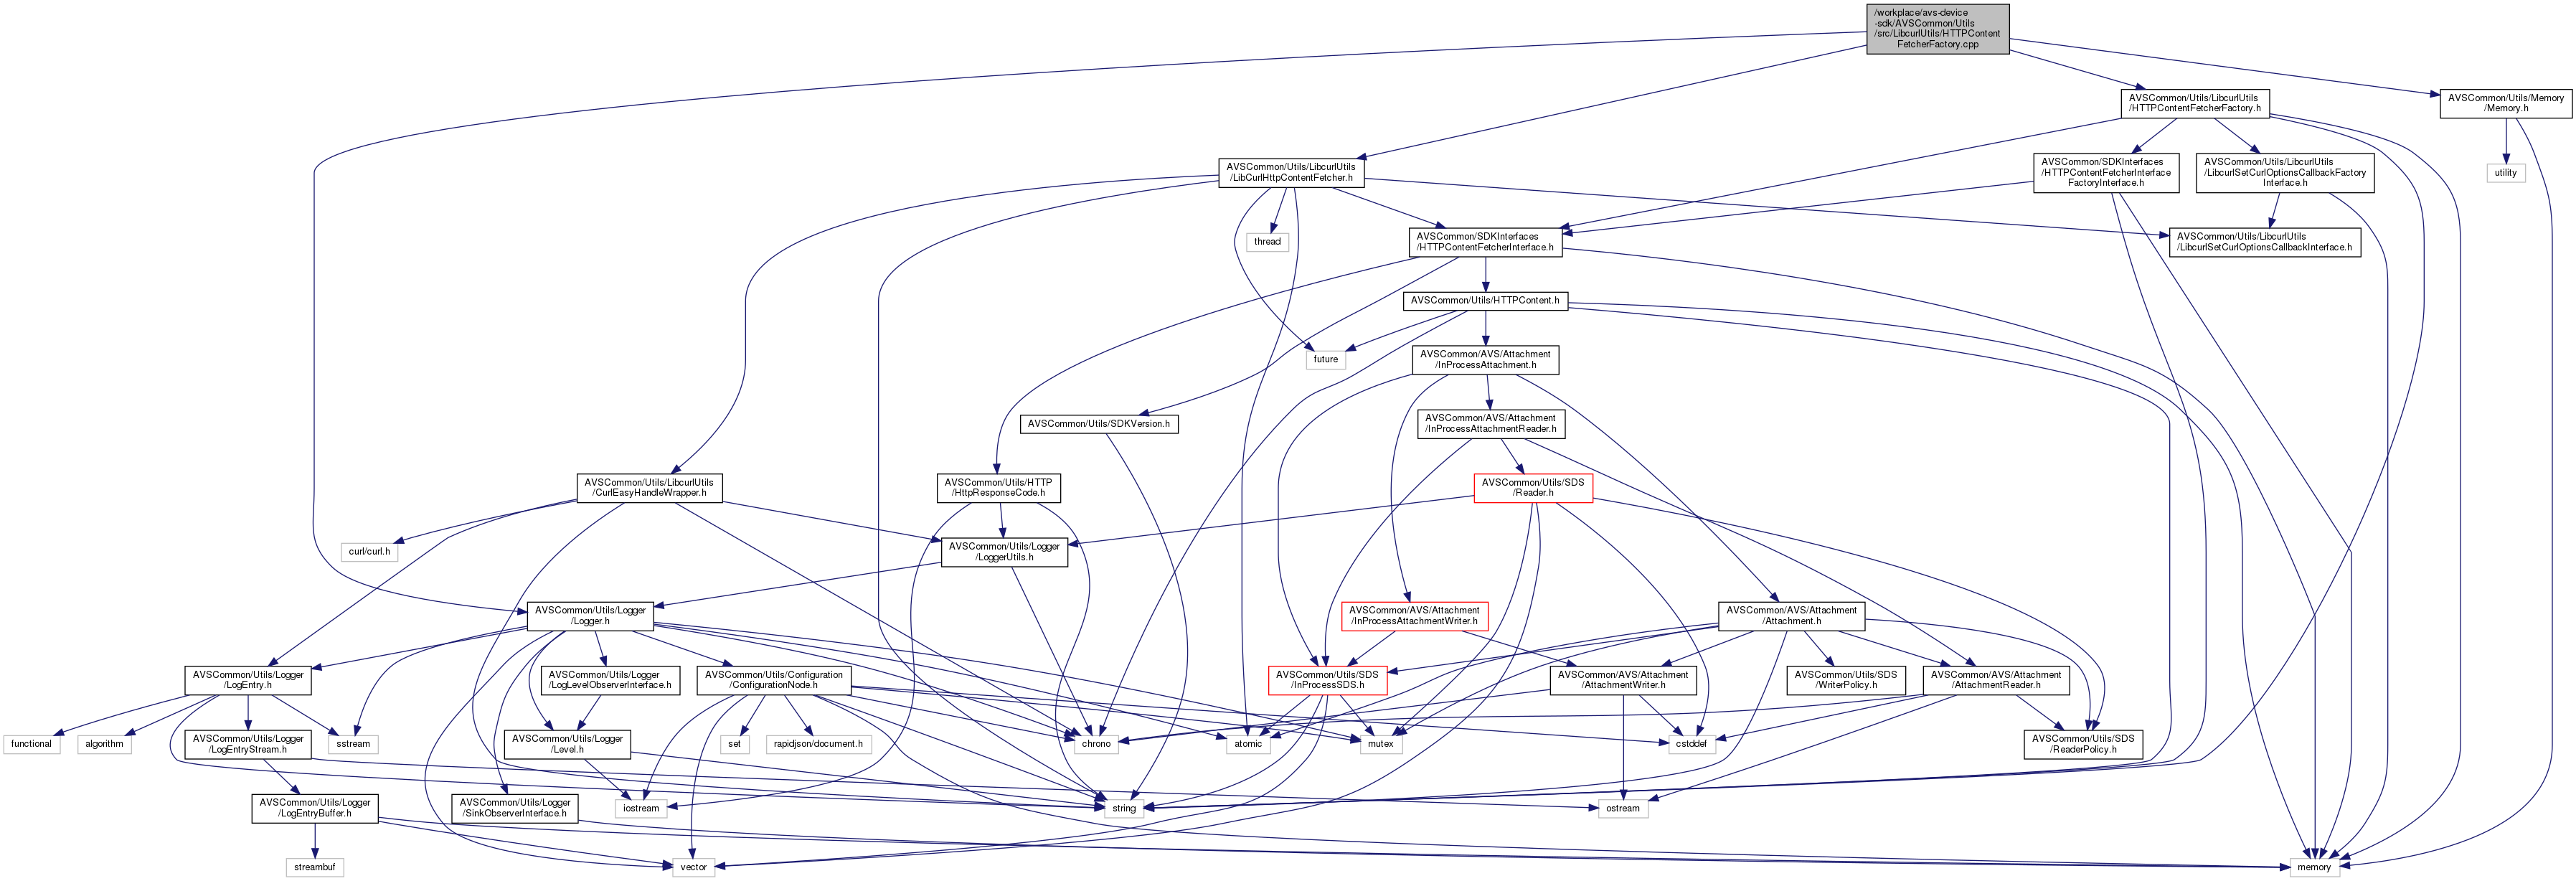 /workplace/avs-device
-sdk/AVSCommon/Utils
/src/LibcurlUtils/HTTPContent
FetcherFactory.cpp
AVSCommon/Utils/LibcurlUtils
/HTTPContentFetcherFactory.h
AVSCommon/Utils/Memory
/Memory.h
AVSCommon/Utils/LibcurlUtils
/LibCurlHttpContentFetcher.h
AVSCommon/SDKInterfaces
/HTTPContentFetcherInterface
FactoryInterface.h
AVSCommon/Utils/LibcurlUtils
/LibcurlSetCurlOptionsCallbackFactory
Interface.h
utility
thread
AVSCommon/SDKInterfaces
/HTTPContentFetcherInterface.h
AVSCommon/Utils/LibcurlUtils
/LibcurlSetCurlOptionsCallbackInterface.h
AVSCommon/Utils/HTTPContent.h
future
AVSCommon/AVS/Attachment
/InProcessAttachment.h
AVSCommon/Utils/SDKVersion.h
AVSCommon/AVS/Attachment
/InProcessAttachmentReader.h
AVSCommon/Utils/LibcurlUtils
/CurlEasyHandleWrapper.h
AVSCommon/Utils/HTTP
/HttpResponseCode.h
AVSCommon/Utils/SDS
/Reader.h
curl/curl.h
AVSCommon/Utils/Logger
/LoggerUtils.h
AVSCommon/Utils/Logger
/Logger.h
AVSCommon/AVS/Attachment
/InProcessAttachmentWriter.h
AVSCommon/AVS/Attachment
/Attachment.h
AVSCommon/Utils/Logger
/LogEntry.h
AVSCommon/Utils/Logger
/LogLevelObserverInterface.h
AVSCommon/Utils/Configuration
/ConfigurationNode.h
AVSCommon/Utils/SDS
/InProcessSDS.h
AVSCommon/AVS/Attachment
/AttachmentWriter.h
AVSCommon/Utils/SDS
/WriterPolicy.h
AVSCommon/AVS/Attachment
/AttachmentReader.h
functional
algorithm
AVSCommon/Utils/Logger
/LogEntryStream.h
sstream
AVSCommon/Utils/Logger
/Level.h
set
rapidjson/document.h
chrono
atomic
mutex
cstddef
AVSCommon/Utils/SDS
/ReaderPolicy.h
AVSCommon/Utils/Logger
/LogEntryBuffer.h
AVSCommon/Utils/Logger
/SinkObserverInterface.h
iostream
string
ostream
streambuf
vector
memory